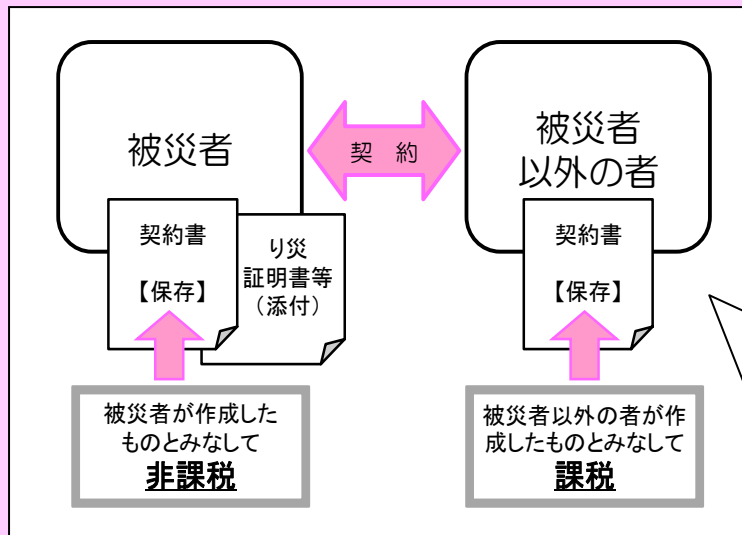 被災者
契約
被災者
以外の者
契約書
【保存】
り災
証明書等
（添付）
契約書
【保存】
被災者が作成した
ものとみなして
非課税
被災者以外の者が作
成したものとみなして
課税